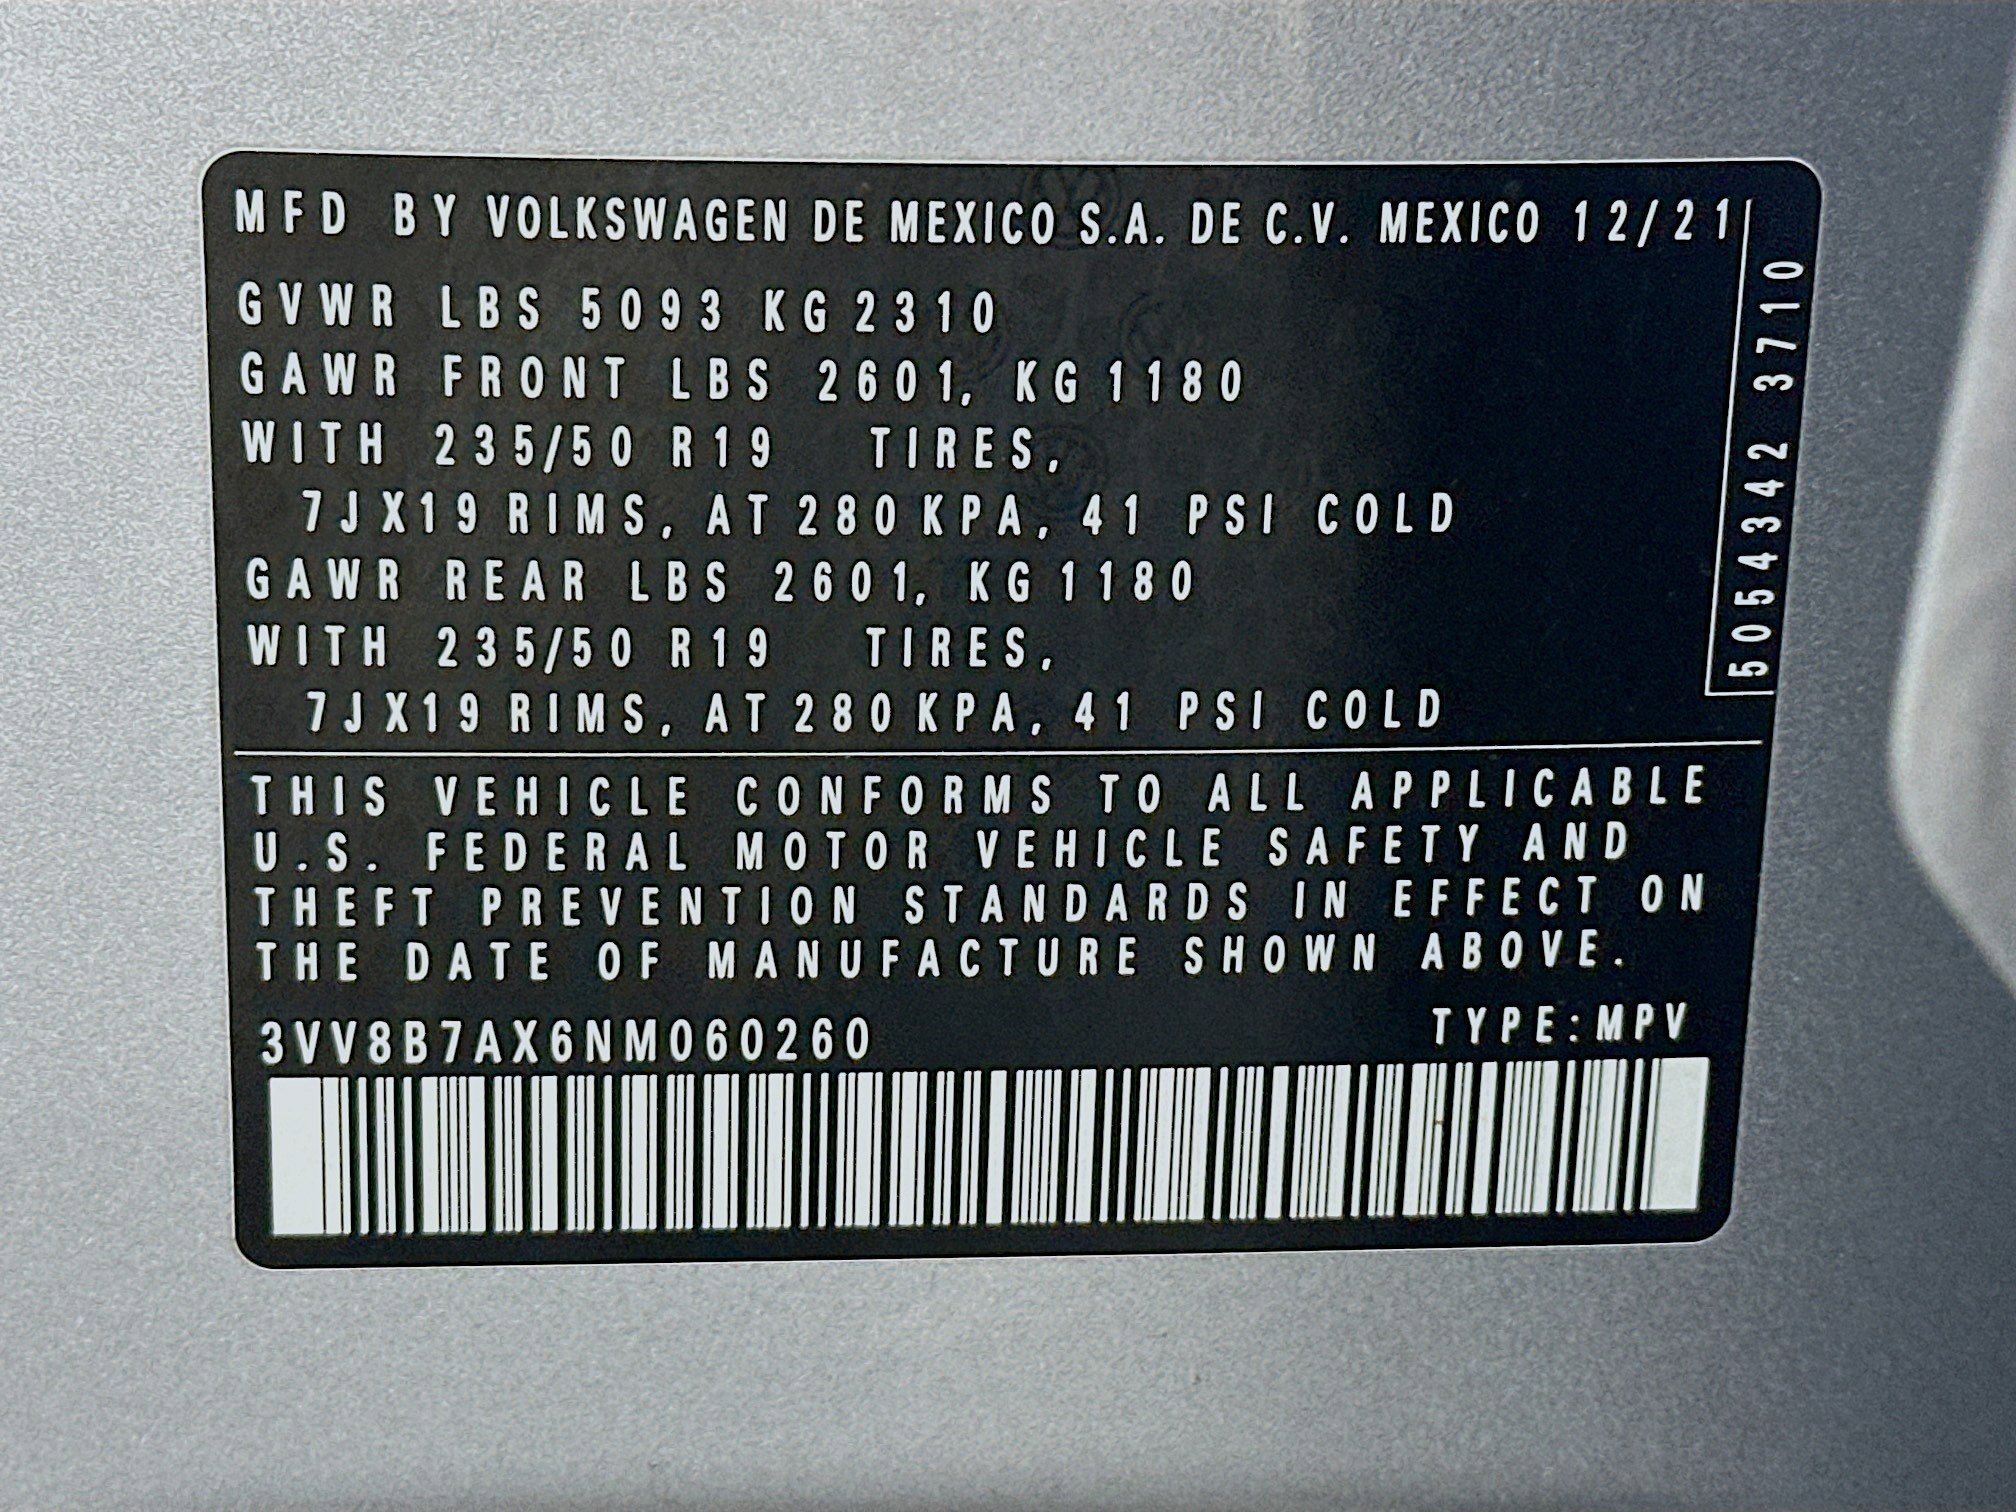 MFD BY VOLKSWAGEN DE MEXICO S.A. DE C.V. MEXICO 12/21
GVWR LBS 5093 KG 2310
GAWR FRONT LBS 2601, KG 1180
WITH 235/50 R19 TIRES,
7JX19 RIMS, AT 280 KPA, 41 PSI COLD
GAWR REAR LBS 2601, KG 1180
WITH 235/50 R19 TIRES,
7JX19 RIMS, AT 280 KPA, 41 PSI COLD
5054342 3710
THIS VEHICLE CONFORMS TO ALL APPLICABLE
U.S. FEDERAL MOTOR VEHICLE SAFETY AND
THEFT PREVENTION STANDARDS IN EFFECT ON
THE DATE OF MANUFACTURE SHOWN ABOVE.
3VV8B7AX6NM060260 TYPE:MPV